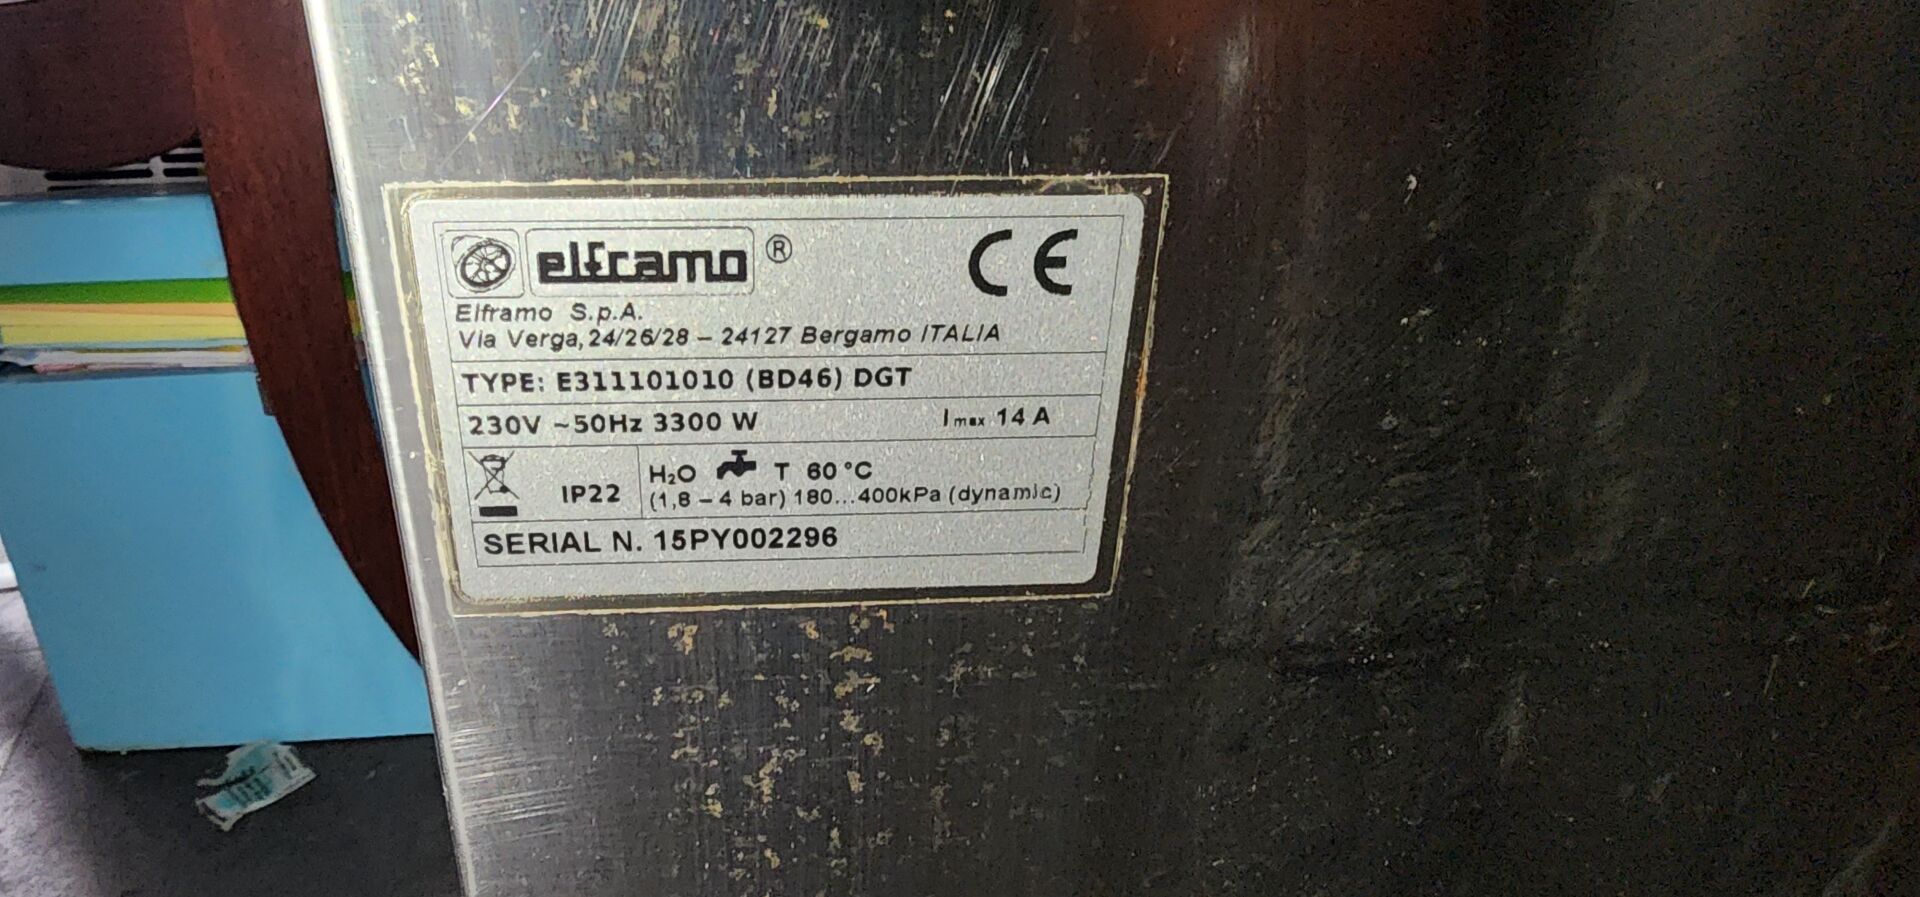 elframo ®
CE
Elframo S.p.A.
Via Verga, 24/26/28 – 24127 Bergamo ITALIA
TYPE: E311101010 (BD46) DGT
230V ~50Hz 3300 W Imax 14 A
IP22
H₂O T 60 °C
(1,8 – 4 bar) 180...400kPa (dynamic)
SERIAL N. 15PY002296